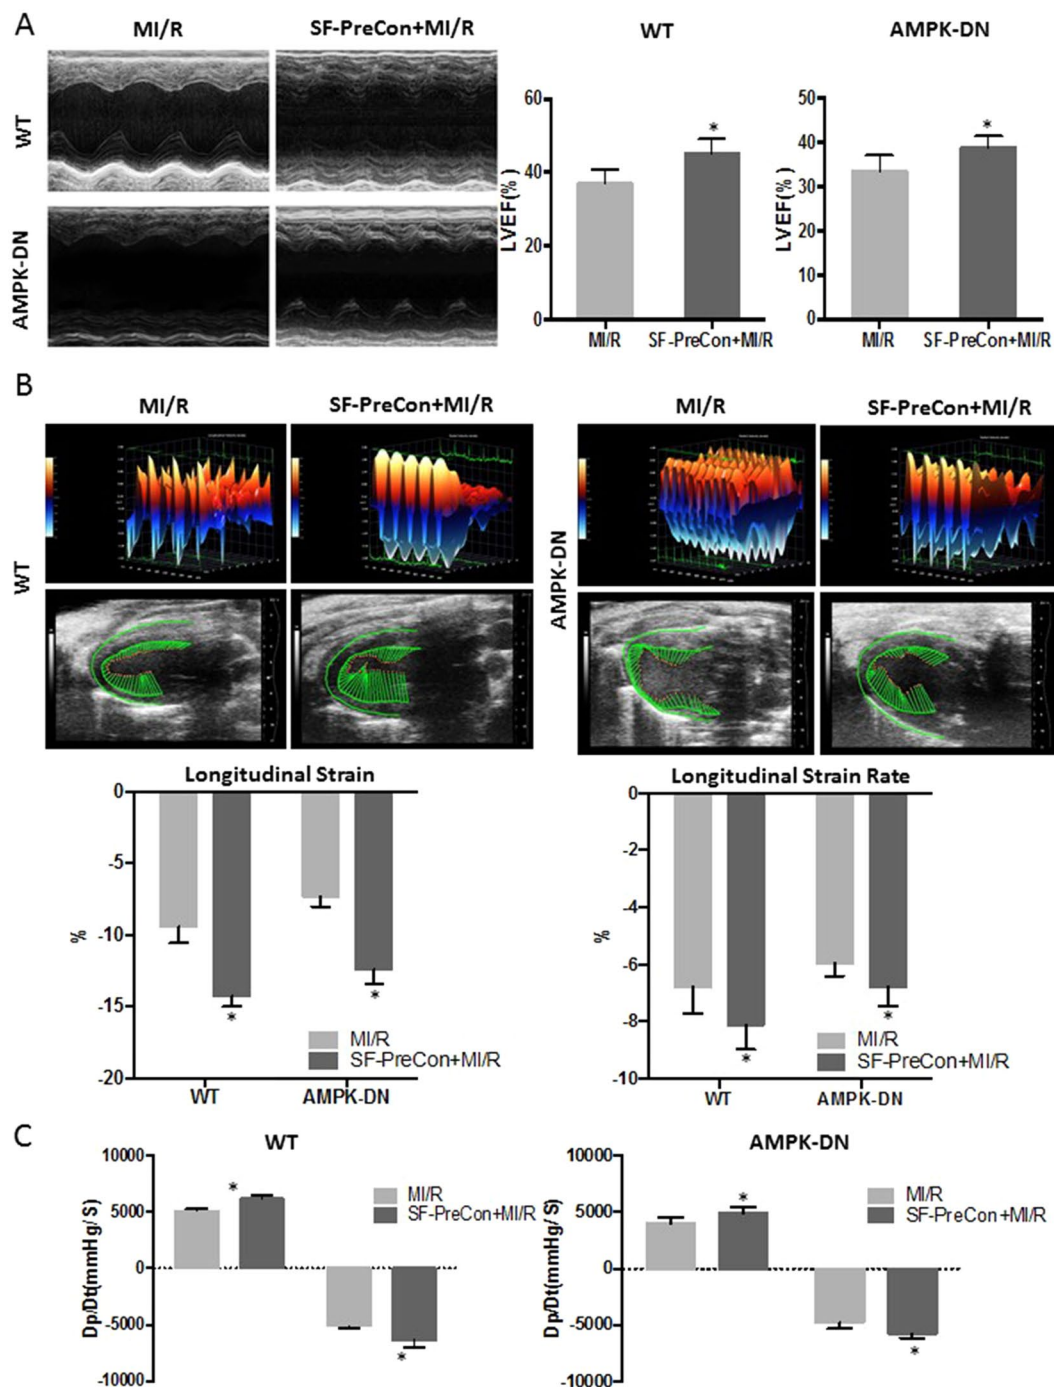 A
MI/R
SF-PreCon+MI/R
WT
AMPK-DN
WT
AMPK-DN
LVEF(%)
60
40
20
0
MI/R
SF-PreCon+MI/R
LVEF(%)
50
40
30
20
10
0
MI/R
SF-PreCon+MI/R
B
MI/R
SF-PreCon+MI/R
MI/R
SF-PreCon+MI/R
WT
AMPK-DN
Longitudinal Strain
0
-5
-10
-15
-20
%
*
*
MI/R
SF-PreCon+MI/R
WT
AMPK-DN
Longitudinal Strain Rate
0
-2
-4
-6
-8
-10
%
*
*
MI/R
SF-PreCon+MI/R
WT
AMPK-DN
C
WT
Dp/Dt(mmHg/S)
10000
5000
0
-5000
-10000
*
*
MI/R
SF-PreCon+MI/R
AMPK-DN
Dp/Dt(mmHg/S)
10000
5000
0
-5000
-10000
*
*
MI/R
SF-PreCon+MI/R